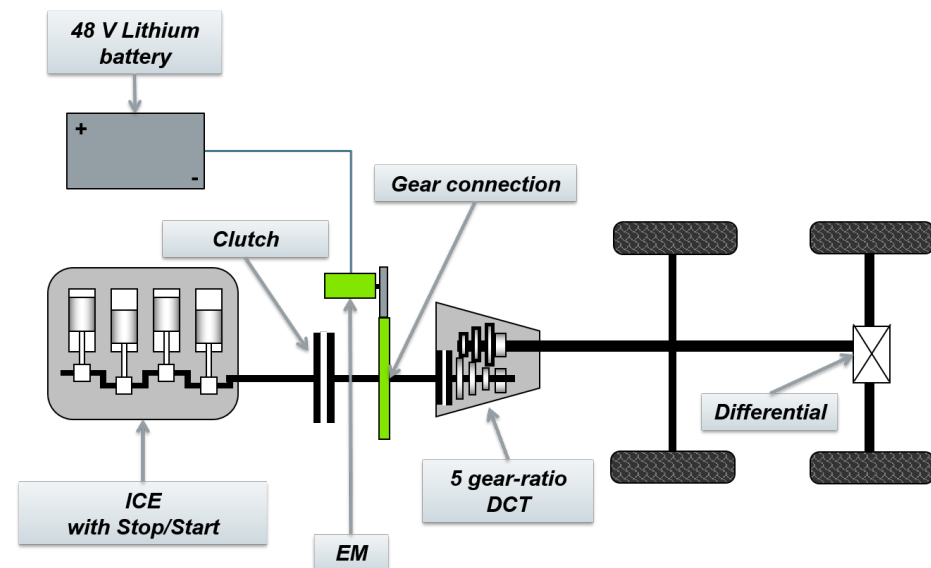 48 V Lithium
battery
+
-
Gear connection
Clutch
Differential
5 gear-ratio
DCT
ICE
with Stop/Start
EM